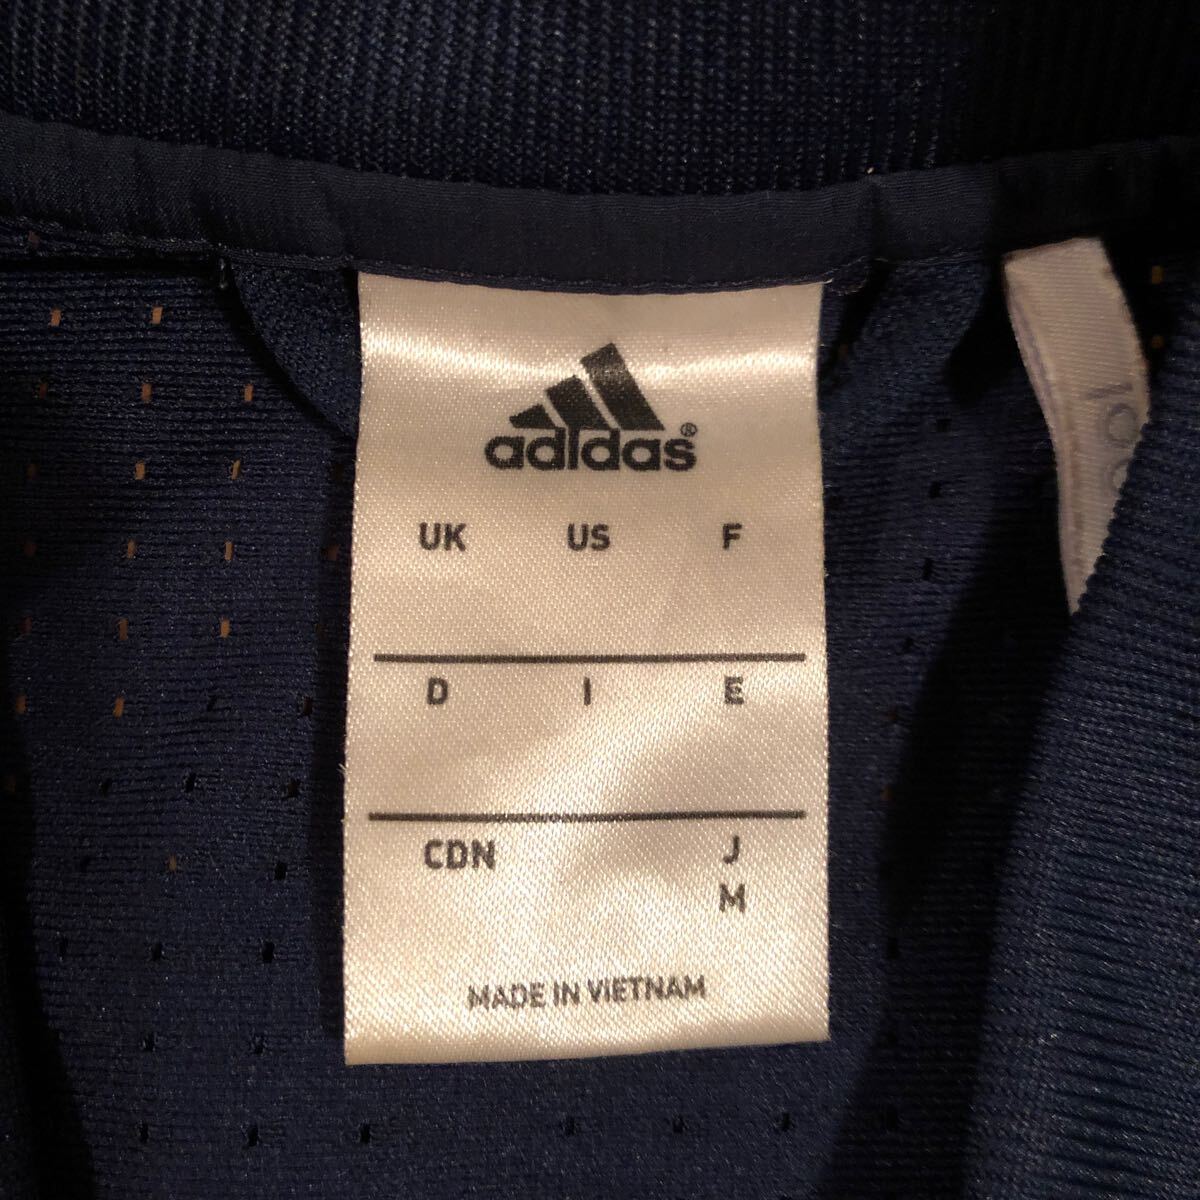 adidas®
UK US F
D I E
CDN J
M
MADE IN VIETNAM